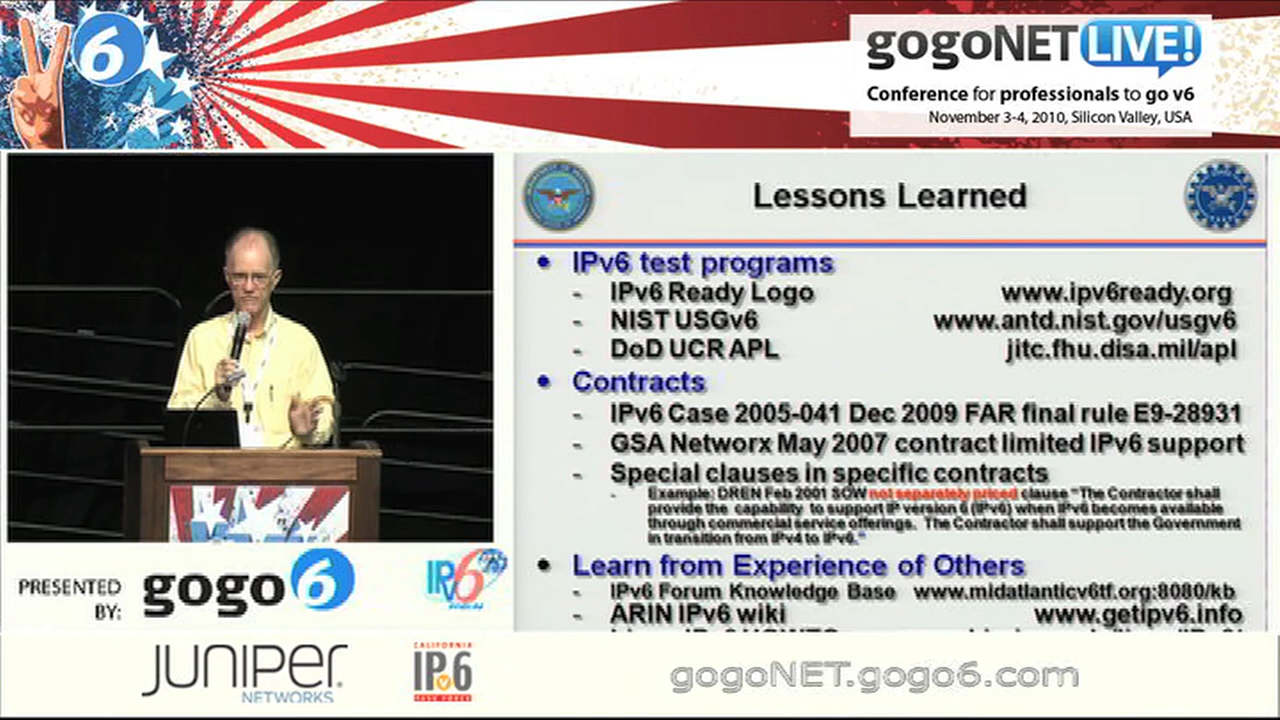 6
gogoNET LIVE!
Conference for professionals to go v6
November 3-4, 2010, Silicon Valley, USA
Lessons Learned
• IPv6 test programs
- IPv6 Ready Logo www.ipv6ready.org
- NIST USGv6 www.antd.nist.gov/usgv6
- DoD UCR APL jitc.fhu.disa.mil/apl
• Contracts
- IPv6 Case 2005-041 Dec 2009 FAR final rule E9-28931
- GSA Networx May 2007 contract limited IPv6 support
- Special clauses in specific contracts
- Example: DREN Feb 2001 SOW not separately priced clause "The Contractor shall
provide the capability to support IP version 6 (IPv6) when IPv6 becomes available
through commercial service offerings. The Contractor shall support the Government
in transition from IPv4 to IPv6."
• Learn from Experience of Others
- IPv6 Forum Knowledge Base www.midatlanticv6tf.org:8080/kb
- ARIN IPv6 wiki www.getipv6.info
PRESENTED
BY:
gogo6
IPv6
JUNIPER
NETWORKS
CALIFORNIA
IPv6
TASK FORCE
gogoNET.gogo6.com